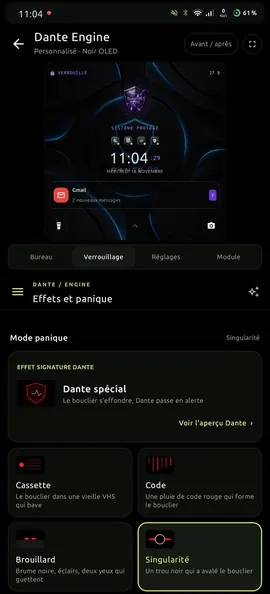 11:04
0
61 %
Dante Engine
Personnalisé · Noir OLED
Avant / après
VERROUILLÉ
27 %
SYSTÈME PROTÉGÉ
11:04 :29
MERCREDI 18 NOVEMBRE
Gmail
2 nouveaux messages
Bureau
Verrouillage
Réglages
Module
DANTE / ENGINE
Effets et panique
Mode panique
Singularité
EFFET SIGNATURE DANTE
Dante spécial
Le bouclier s'effondre, Dante passe en alerte
Voir l'aperçu Dante ›
Cassette
Le bouclier dans une vieille VHS
qui bave
Code
Une pluie de code rouge qui forme
le bouclier
Brouillard
Brume noire, éclairs, deux yeux qui
guettent
Singularité
Un trou noir qui a avalé le bouclier